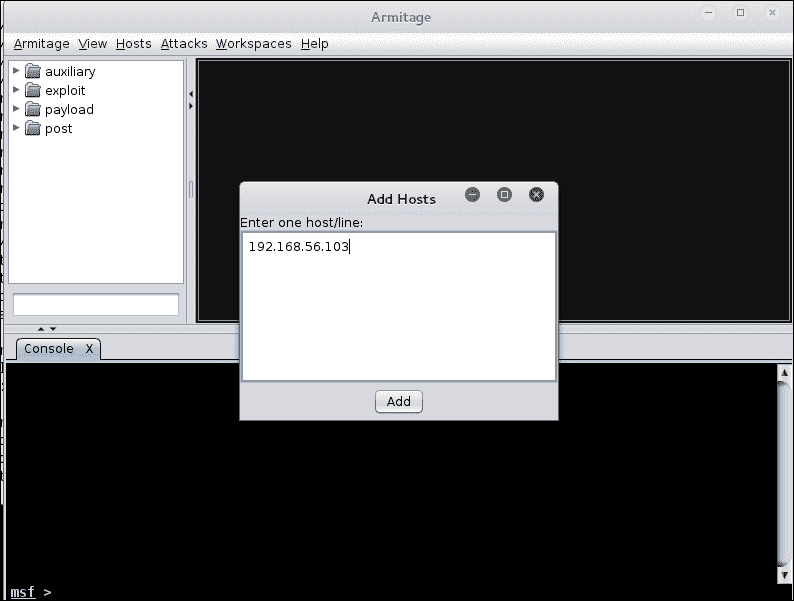 Armitage
Armitage View Hosts Attacks Workspaces Help
auxiliary
exploit
payload
post
Add Hosts
Enter one host/line:
192.168.56.103
Add
Console X
msf >